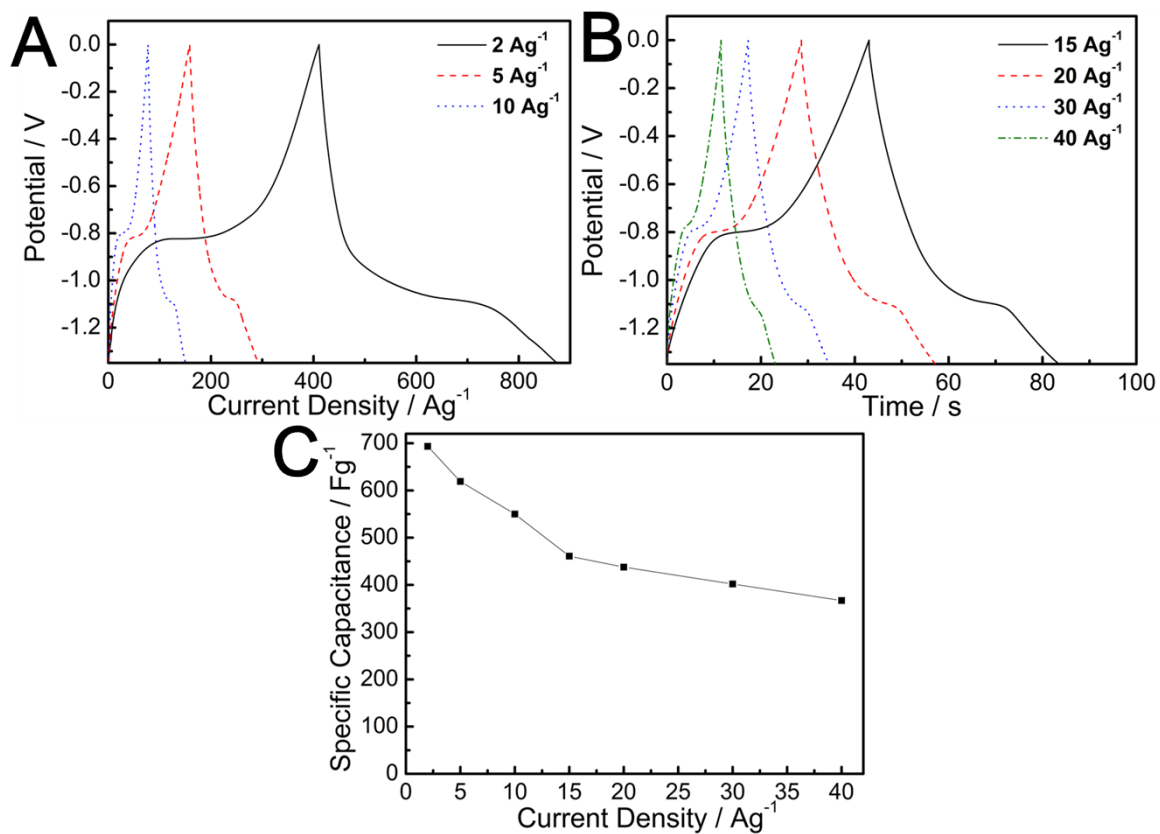 A
0.0
-0.2
-0.4
-0.6
-0.8
-1.0
-1.2
Potential / V
2 Ag⁻¹
5 Ag⁻¹
10 Ag⁻¹
0 200 400 600 800
Current Density / Ag⁻¹
B
0.0
-0.2
-0.4
-0.6
-0.8
-1.0
-1.2
Potential / V
15 Ag⁻¹
20 Ag⁻¹
30 Ag⁻¹
40 Ag⁻¹
0 20 40 60 80 100
Time / s
C
700
600
500
400
300
200
100
0
Specific Capacitance / Fg⁻¹
0 5 10 15 20 25 30 35 40
Current Density / Ag⁻¹